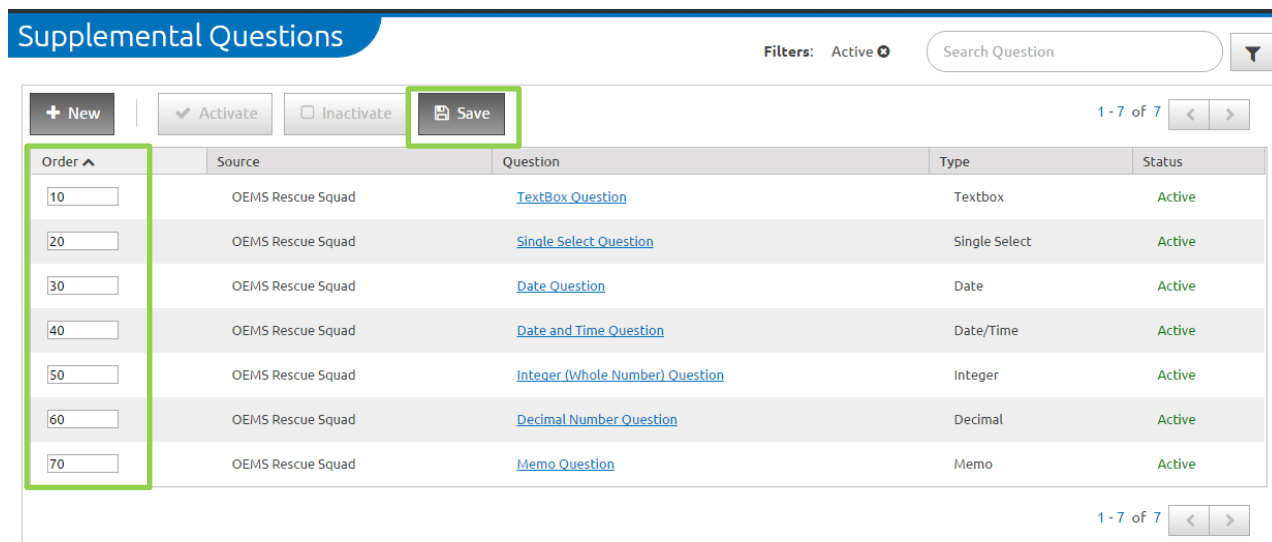 Supplemental Questions
Filters: Active Search Question
New Activate Inactivate Save 1 - 7 of 7 < >
Order Source Question Type Status
10 OEMS Rescue Squad TextBox Question Textbox Active
20 OEMS Rescue Squad Single Select Question Single Select Active
30 OEMS Rescue Squad Date Question Date Active
40 OEMS Rescue Squad Date and Time Question Date/Time Active
50 OEMS Rescue Squad Integer (Whole Number) Question Integer Active
60 OEMS Rescue Squad Decimal Number Question Decimal Active
70 OEMS Rescue Squad Memo Question Memo Active
1 - 7 of 7 < >